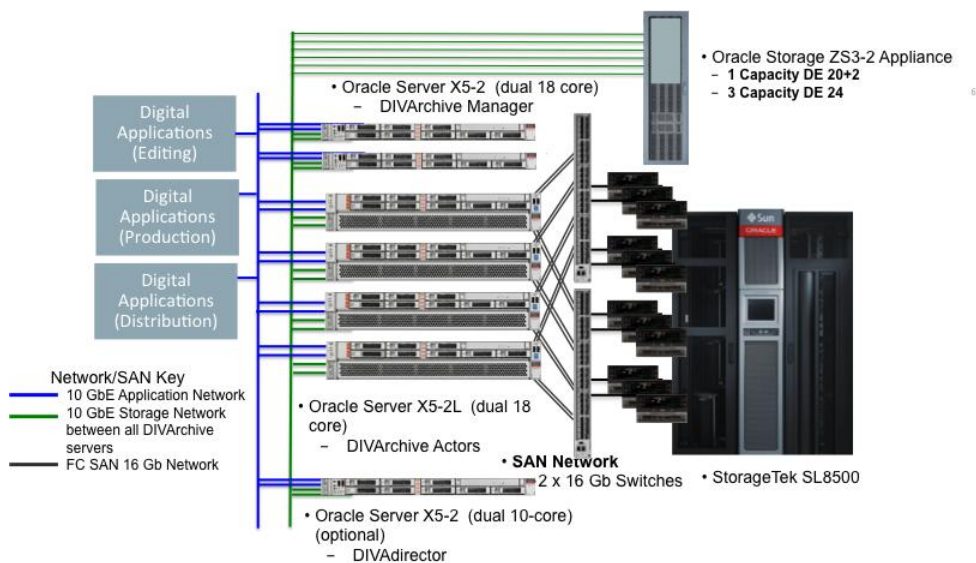 • Oracle Storage ZS3-2 Appliance
– 1 Capacity DE 20+2
– 3 Capacity DE 24
6
• Oracle Server X5-2 (dual 18 core)
– DIVArchive Manager
Digital
Applications
(Editing)
Digital
Applications
(Production)
Digital
Applications
(Distribution)
Sun
ORACLE
Network/SAN Key
10 GbE Application Network
10 GbE Storage Network
between all DIVArchive
servers
FC SAN 16 Gb Network
• Oracle Server X5-2L (dual 18
core)
– DIVArchive Actors
• SAN Network
2 x 16 Gb Switches
• StorageTek SL8500
• Oracle Server X5-2 (dual 10-core)
(optional)
– DIVAdirector